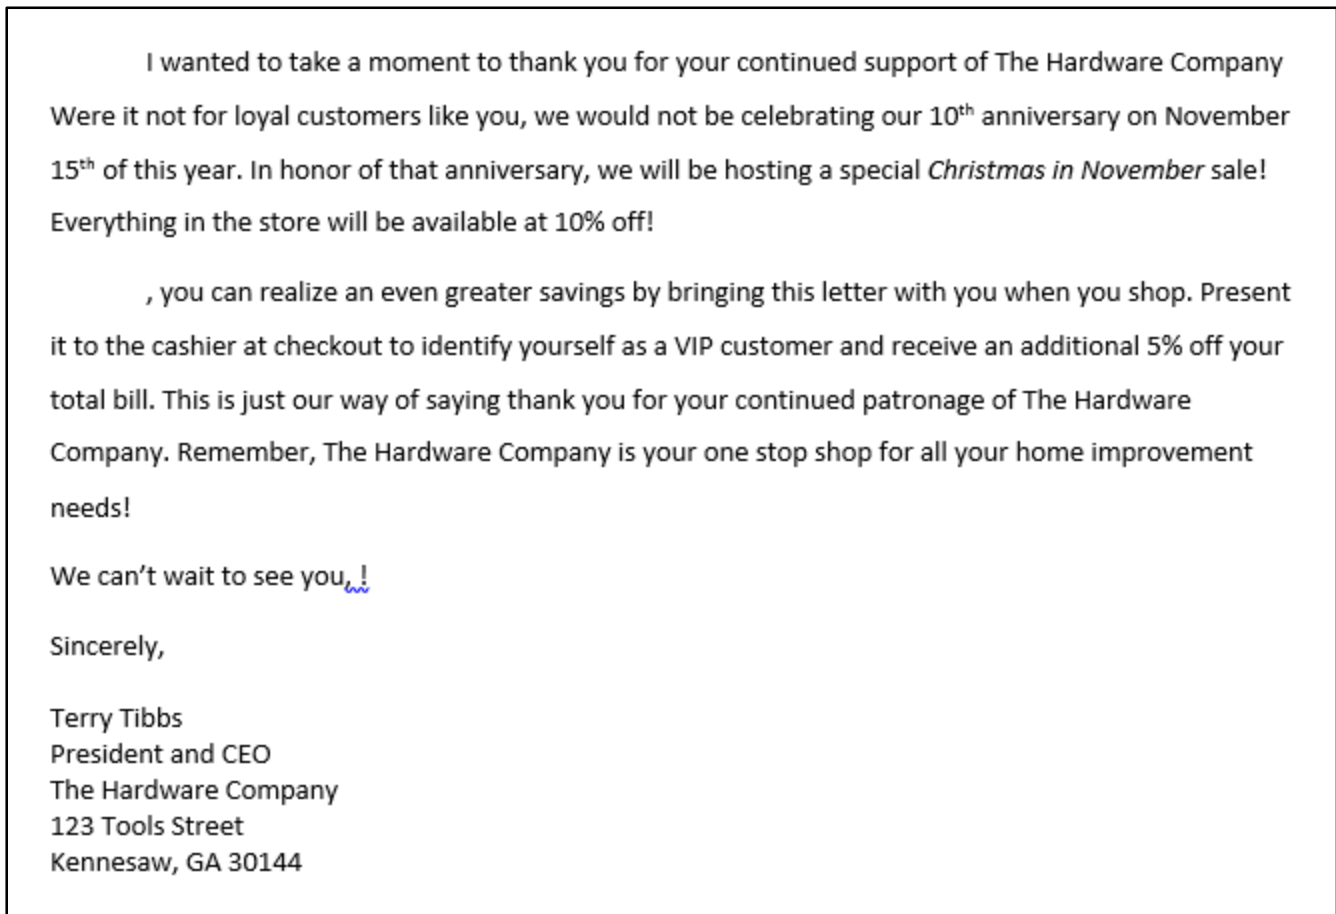 I wanted to take a moment to thank you for your continued support of The Hardware Company
Were it not for loyal customers like you, we would not be celebrating our 10th anniversary on November
15th of this year. In honor of that anniversary, we will be hosting a special Christmas in November sale!
Everything in the store will be available at 10% off!
, you can realize an even greater savings by bringing this letter with you when you shop. Present
it to the cashier at checkout to identify yourself as a VIP customer and receive an additional 5% off your
total bill. This is just our way of saying thank you for your continued patronage of The Hardware
Company. Remember, The Hardware Company is your one stop shop for all your home improvement
needs!
We can’t wait to see you, !
Sincerely,
Terry Tibbs
President and CEO
The Hardware Company
123 Tools Street
Kennesaw, GA 30144